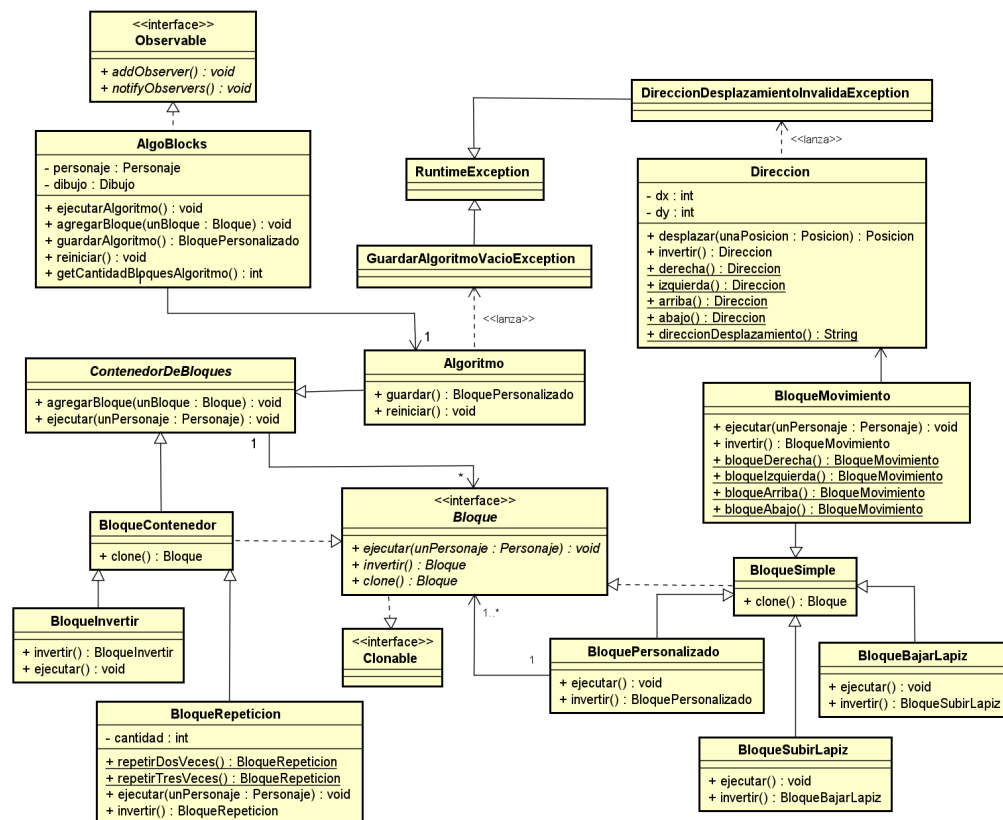 <<interface>>
Observable
+ addObserver() : void
+ notifyObservers() : void
AlgoBlocks
- personaje : Personaje
- dibujo : Dibujo
+ ejecutarAlgoritmo() : void
+ agregarBloque(unBloque : Bloque) : void
+ guardarAlgoritmo() : BloquePersonalizado
+ reiniciar() : void
+ getCantidadBloquesAlgoritmo() : int
RuntimeException
GuardarAlgoritmoVacioException
<<lanza>>
DireccionDesplazamientoInvalidaException
<<lanza>>
Direccion
- dx : int
- dy : int
+ desplazar(unaPosicion : Posicion) : Posicion
+ invertir() : Direccion
+ derecha() : Direccion
+ izquierda() : Direccion
+ arriba() : Direccion
+ abajo() : Direccion
+ direccionDesplazamiento() : String
1
Algoritmo
+ guardar() : BloquePersonalizado
+ reiniciar() : void
ContenedorDeBloques
+ agregarBloque(unBloque : Bloque) : void
+ ejecutar(unPersonaje : Personaje) : void
1
*
BloqueMovimiento
+ ejecutar(unPersonaje : Personaje) : void
+ invertir() : BloqueMovimiento
+ bloqueDerecha() : BloqueMovimiento
+ bloqueIzquierda() : BloqueMovimiento
+ bloqueArriba() : BloqueMovimiento
+ bloqueAbajo() : BloqueMovimiento
<<interface>>
Bloque
+ ejecutar(unPersonaje : Personaje) : void
+ invertir() : Bloque
+ clone() : Bloque
BloqueContenedor
+ clone() : Bloque
BloqueSimple
+ clone() : Bloque
BloqueInvertir
+ invertir() : BloqueInvertir
+ ejecutar() : void
<<interface>>
Clonable
1..*
1
BloquePersonalizado
+ ejecutar() : void
+ invertir() : BloquePersonalizado
BloqueBajarLapiz
+ ejecutar() : void
+ invertir() : BloqueSubirLapiz
BloqueRepeticion
- cantidad : int
+ repetirDosVeces() : BloqueRepeticion
+ repetirTresVeces() : BloqueRepeticion
+ ejecutar(unPersonaje : Personaje) : void
+ invertir() : BloqueRepeticion
BloqueSubirLapiz
+ ejecutar() : void
+ invertir() : BloqueBajarLapiz